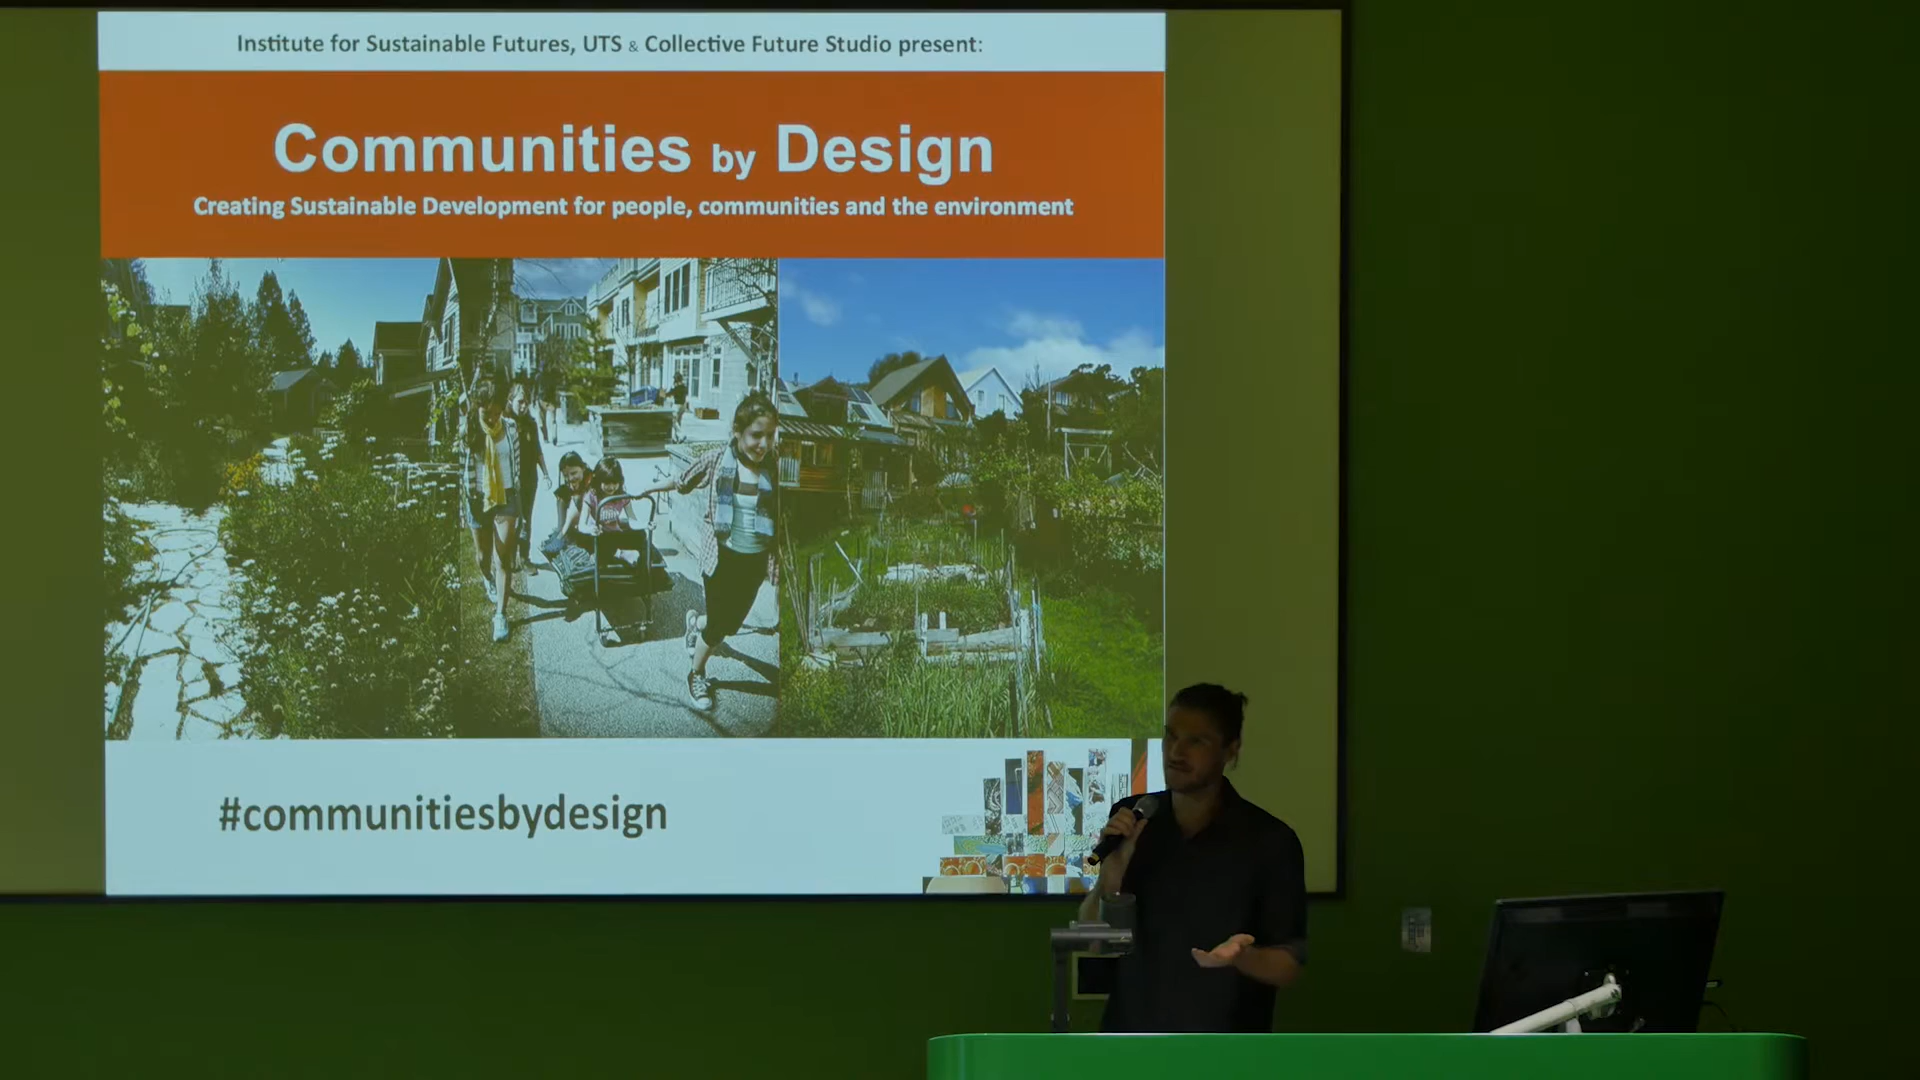 Institute for Sustainable Futures, UTS & Collective Future Studio present:
Communities by Design
Creating Sustainable Development for people, communities and the environment
#communitiesbydesign